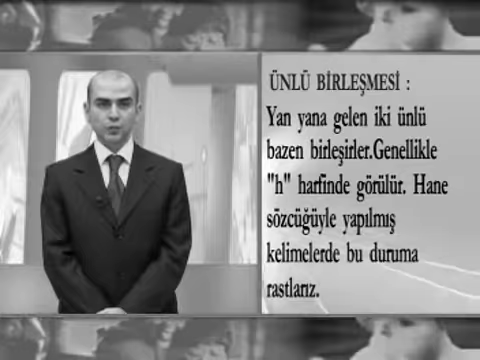 ÜNLÜ BİRLEŞMESİ :
Yan yana gelen iki ünlü
bazen birleşirler.Genellikle
"h" harfinde görülür. Hane
sözcüğüyle yapılmış
kelimelerde bu duruma
rastlarız.